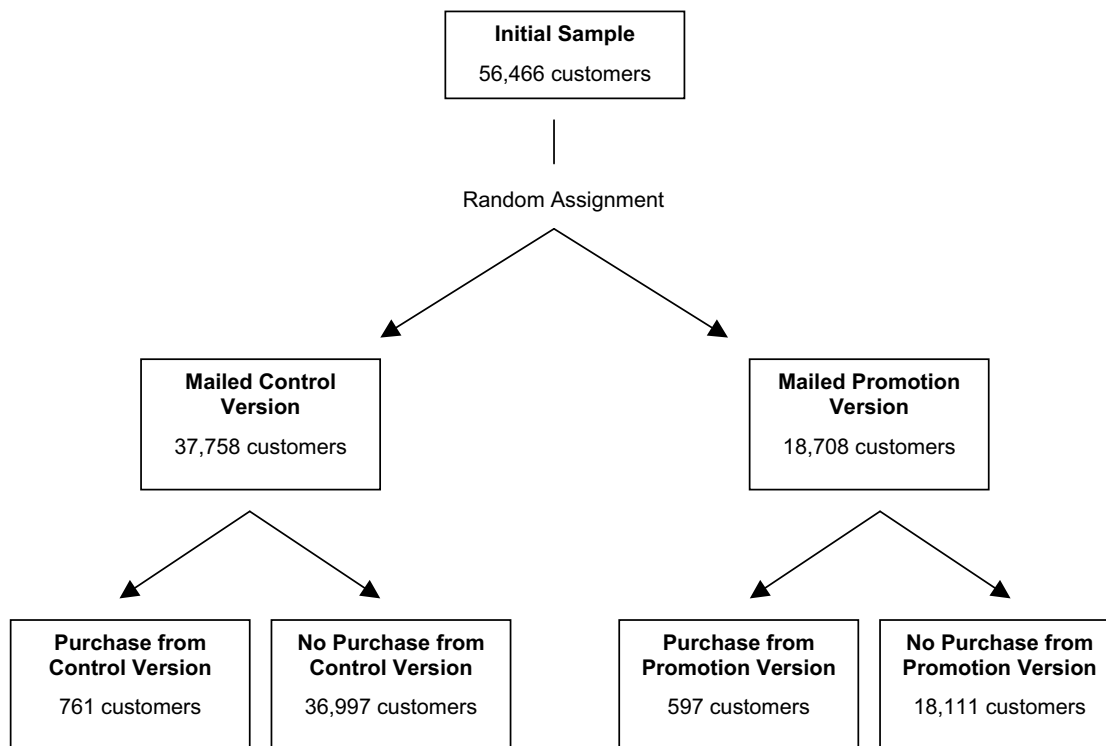 Initial Sample
56,466 customers
Random Assignment
Mailed Control
Version
37,758 customers
Mailed Promotion
Version
18,708 customers
Purchase from
Control Version
761 customers
No Purchase from
Control Version
36,997 customers
Purchase from
Promotion Version
597 customers
No Purchase from
Promotion Version
18,111 customers